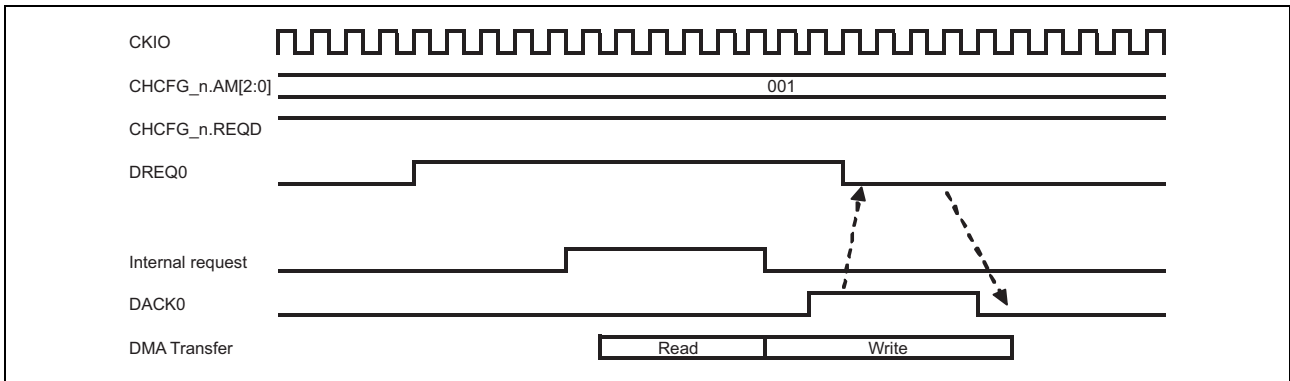 CKIO
CHCFG_n.AM[2:0] 001
CHCFG_n.REQD
DREQ0
Internal request
DACK0
DMA Transfer Read Write